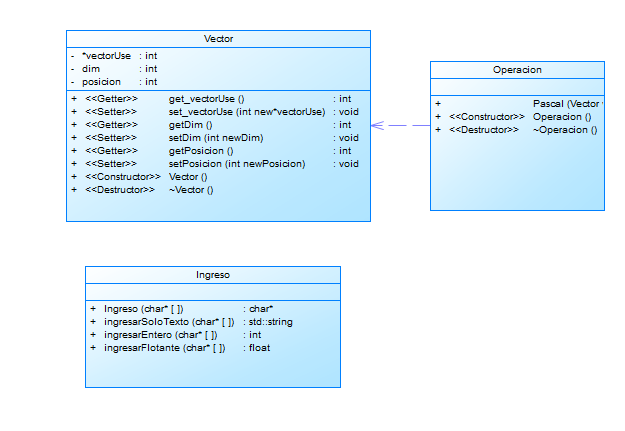 Vector
- *vectorUse : int
- dim : int
- posicion : int
+ <<Getter>> get_vectorUse () : int
+ <<Setter>> set_vectorUse (int new*vectorUse) : void
+ <<Getter>> getDim () : int
+ <<Setter>> setDim (int newDim) : void
+ <<Getter>> getPosicion () : int
+ <<Setter>> setPosicion (int newPosicion) : void
+ <<Constructor>> Vector ()
+ <<Destructor>> ~Vector ()
Operacion
+ Pascal (Vector
+ <<Constructor>> Operacion ()
+ <<Destructor>> ~Operacion ()
Ingreso
+ Ingreso (char* [ ]) : char*
+ ingresarSoloTexto (char* [ ]) : std::string
+ ingresarEntero (char* [ ]) : int
+ ingresarFlotante (char* [ ]) : float